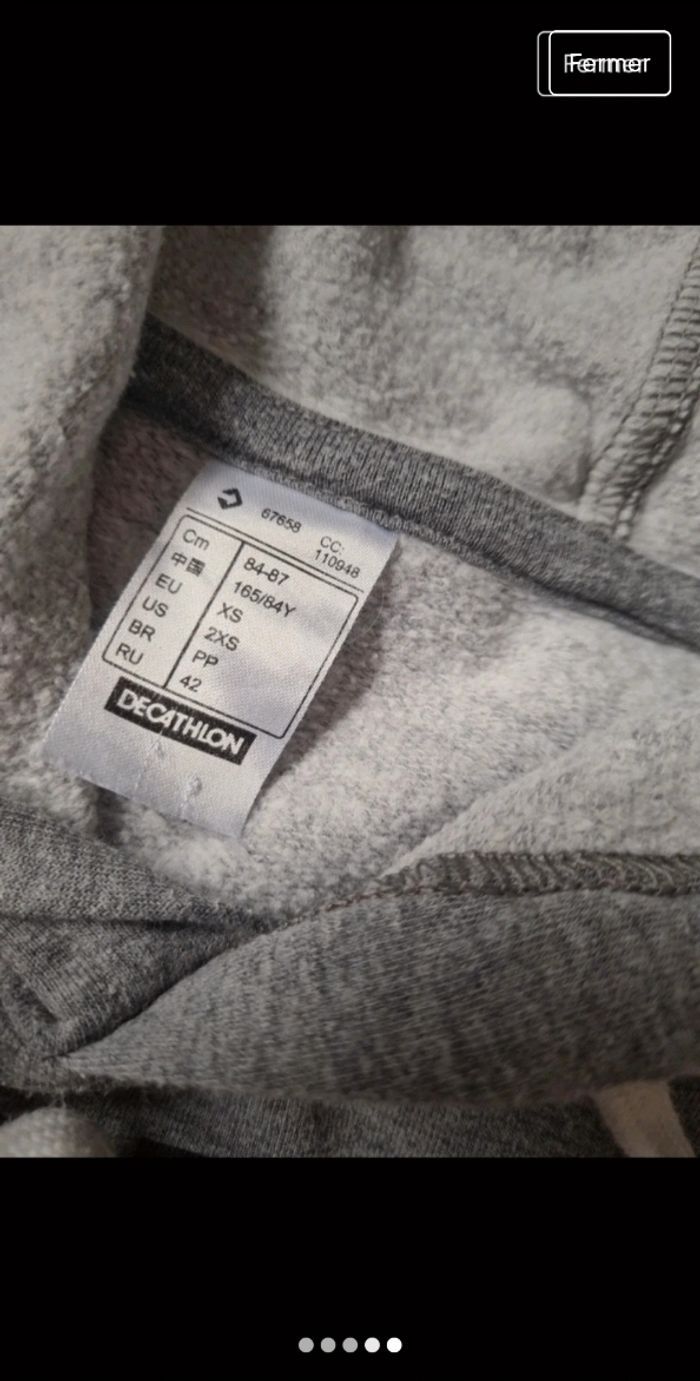 Fermer
67658
CC:
110948
Cm 84-87
中国 165/84Y
EU XS
US 2XS
BR PP
RU 42
DECATHLON